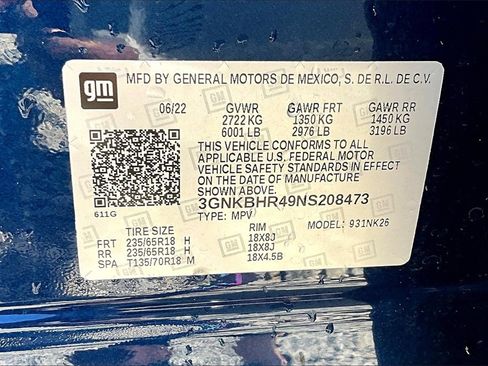 gm
MFD BY GENERAL MOTORS DE MEXICO, S. DE R.L. DE C.V.
06/22 GVWR GAWR FRT GAWR RR
2722 KG 1350 KG 1450 KG
6001 LB 2976 LB 3196 LB
THIS VEHICLE CONFORMS TO ALL
APPLICABLE U.S. FEDERAL MOTOR
VEHICLE SAFETY STANDARDS IN EFFECT
ON THE DATE OF MANUFACTURE
SHOWN ABOVE.
3GNKBHR49NS208473
611G TYPE: MPV MODEL: 931NK26
TIRE SIZE RIM
FRT 235/65R18 H 18X8J
RR 235/65R18 H 18X8J
SPA T135/70R18 M 18X4.5B